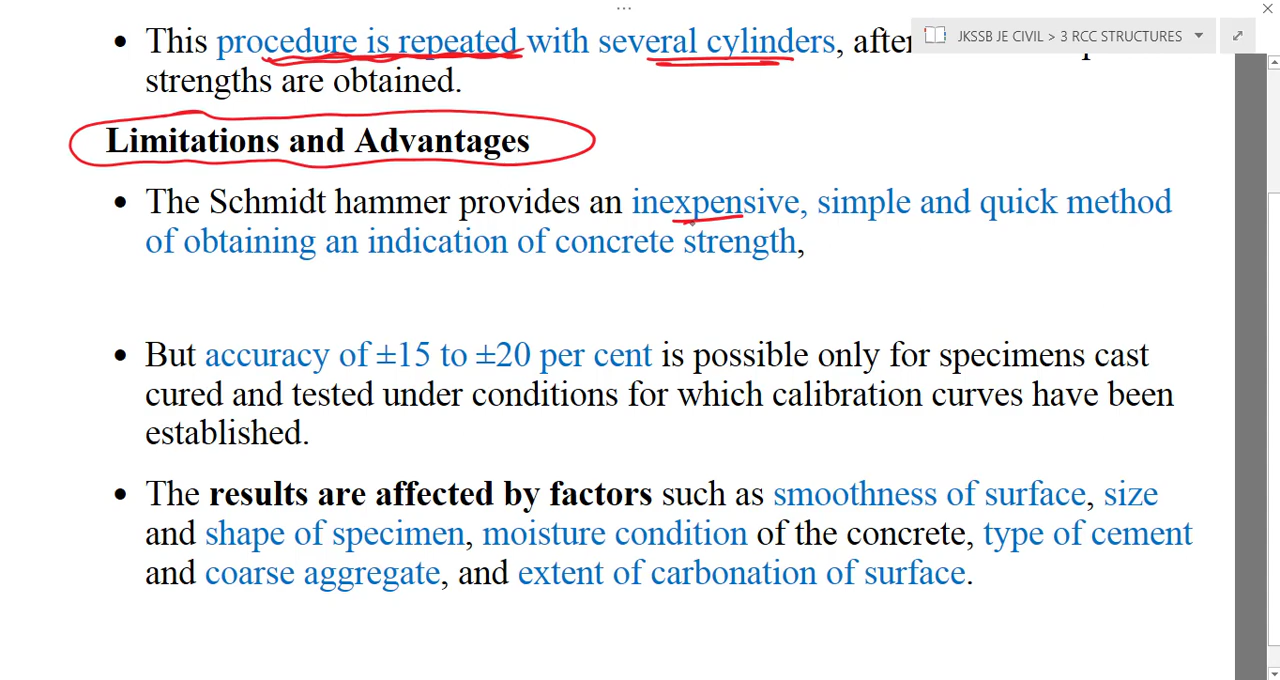 • This procedure is repeated with several cylinders, after
JKSSB JE CIVIL > 3 RCC STRUCTURES
strengths are obtained.
Limitations and Advantages
• The Schmidt hammer provides an inexpensive, simple and quick method
of obtaining an indication of concrete strength,
• But accuracy of ±15 to ±20 per cent is possible only for specimens cast
cured and tested under conditions for which calibration curves have been
established.
• The results are affected by factors such as smoothness of surface, size
and shape of specimen, moisture condition of the concrete, type of cement
and coarse aggregate, and extent of carbonation of surface.